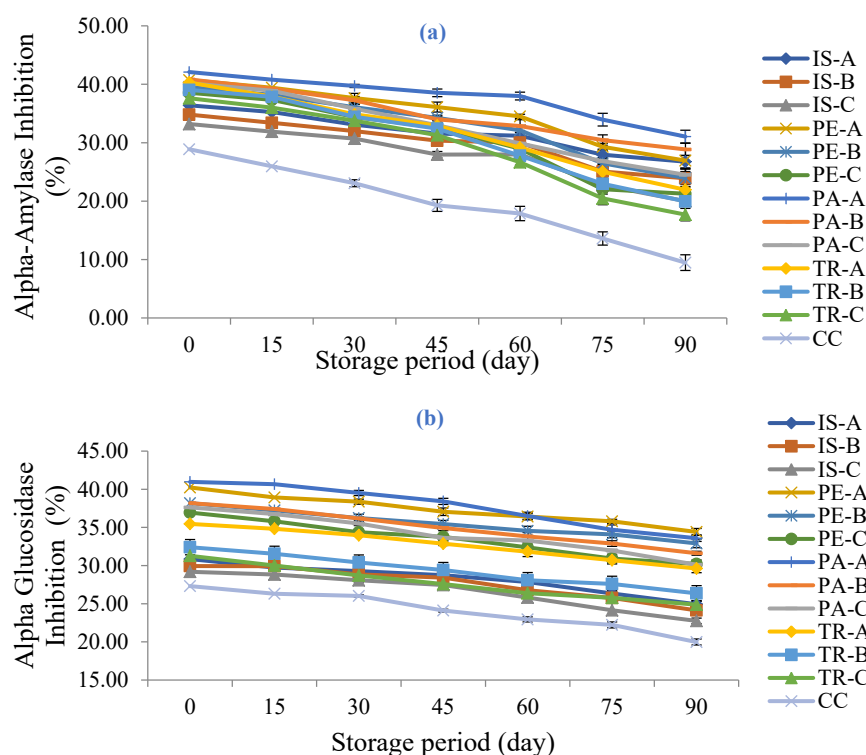 (a)
Alpha-Amylase Inhibition
(%)
50.00
40.00
30.00
20.00
10.00
0.00
0 15 30 45 60 75 90
Storage period (day)
IS-A
IS-B
IS-C
PE-A
PE-B
PE-C
PA-A
PA-B
PA-C
TR-A
TR-B
TR-C
CC
(b)
Alpha Glucosidase
Inhibition (%)
45.00
40.00
35.00
30.00
25.00
20.00
15.00
0 15 30 45 60 75 90
Storage period (day)
IS-A
IS-B
IS-C
PE-A
PE-B
PE-C
PA-A
PA-B
PA-C
TR-A
TR-B
TR-C
CC